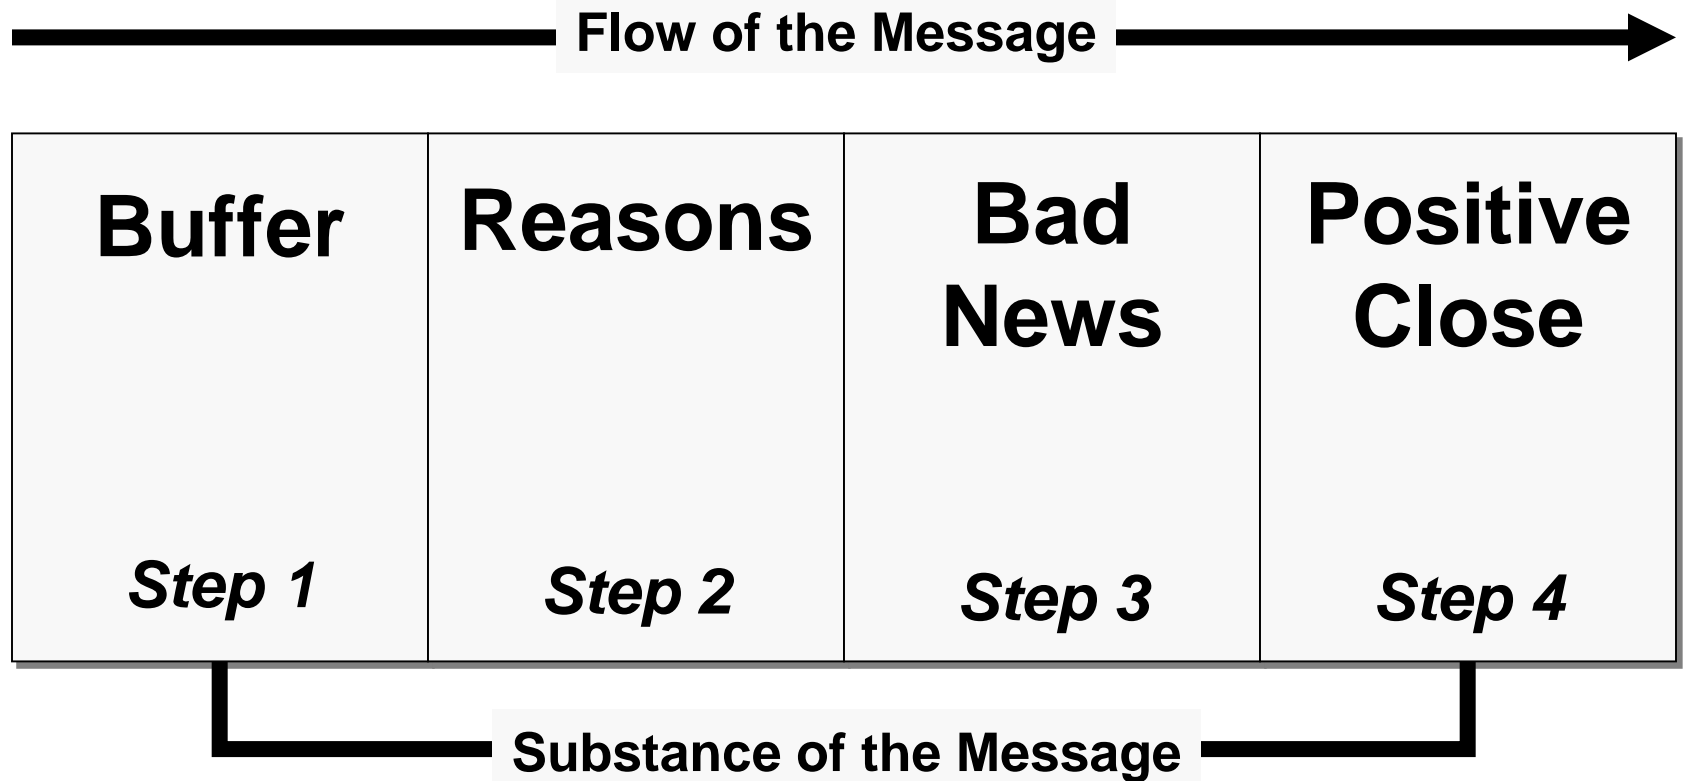 Flow of the Message
Buffer
Step 1
Reasons
Step 2
Bad
News
Step 3
Positive
Close
Step 4
Substance of the Message